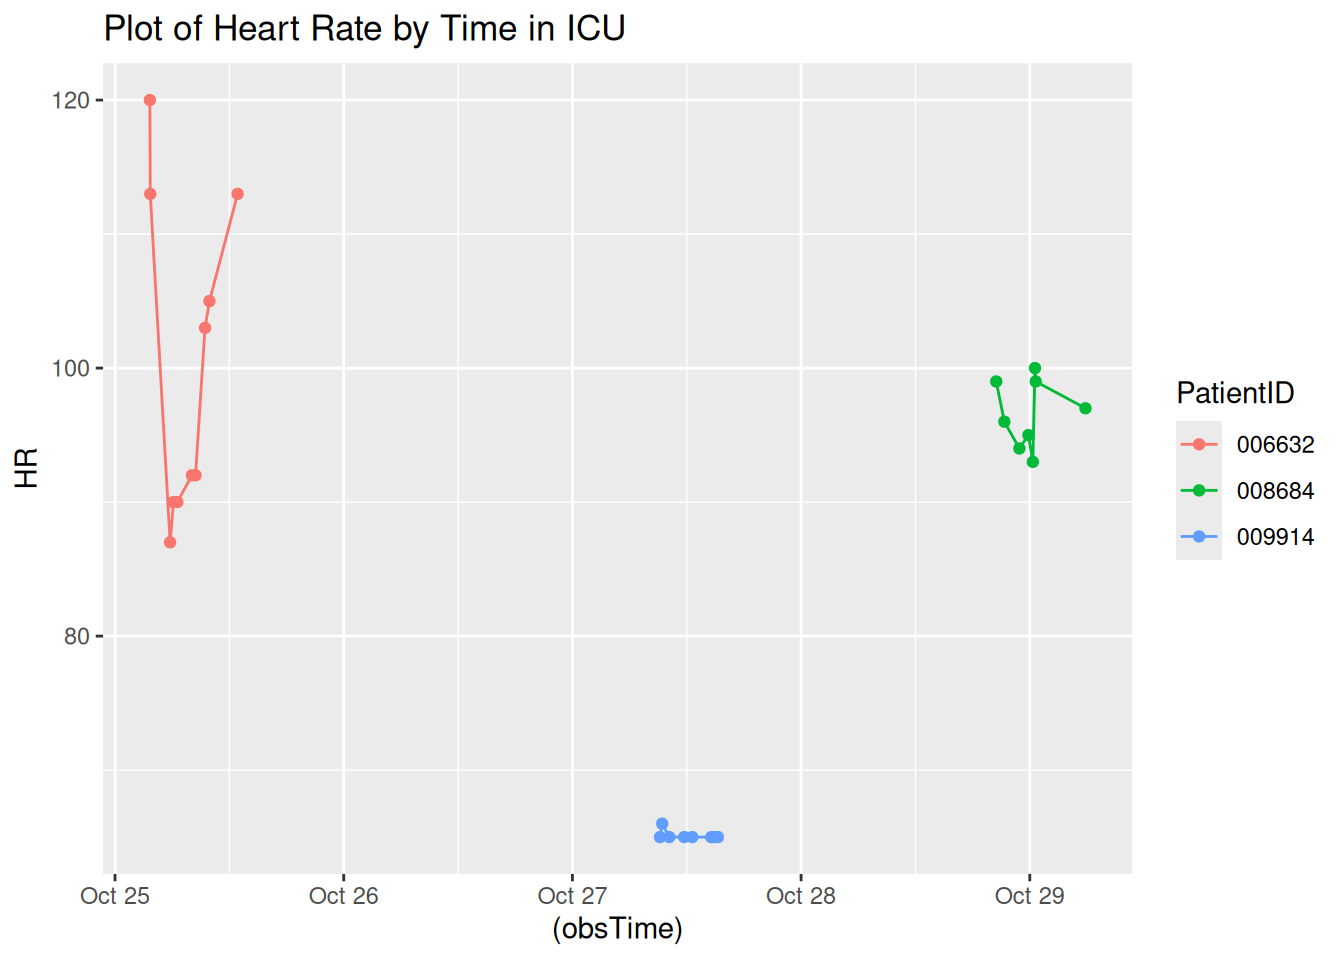 Plot of Heart Rate by Time in ICU
120
100
80
HR
Oct 25
Oct 26
Oct 27
Oct 28
Oct 29
(obsTime)
PatientID
006632
008684
009914